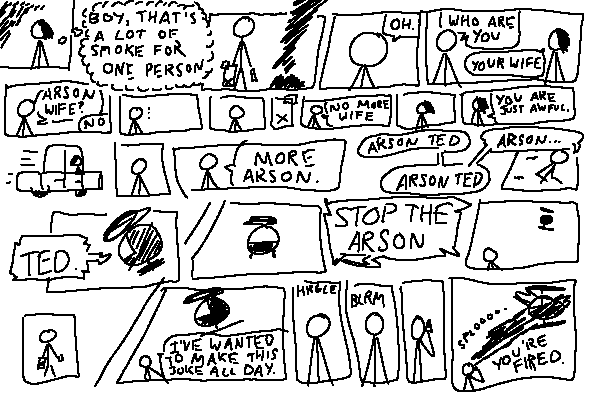 BOY, THAT'S
A LOT OF
SMOKE FOR
ONE PERSON
OH.
WHO ARE
YOU
YOUR WIFE
ARSON
WIFE?
NO
NO MORE
WIFE
YOU ARE
JUST AWFUL.
MORE
ARSON.
ARSON TED
ARSON TED
ARSON...
TED.
STOP THE
ARSON
I'VE WANTED
TO MAKE THIS
JOKE ALL DAY.
HRGLE
BLRM
SPLOOOO...
YOU'RE
FIRED.